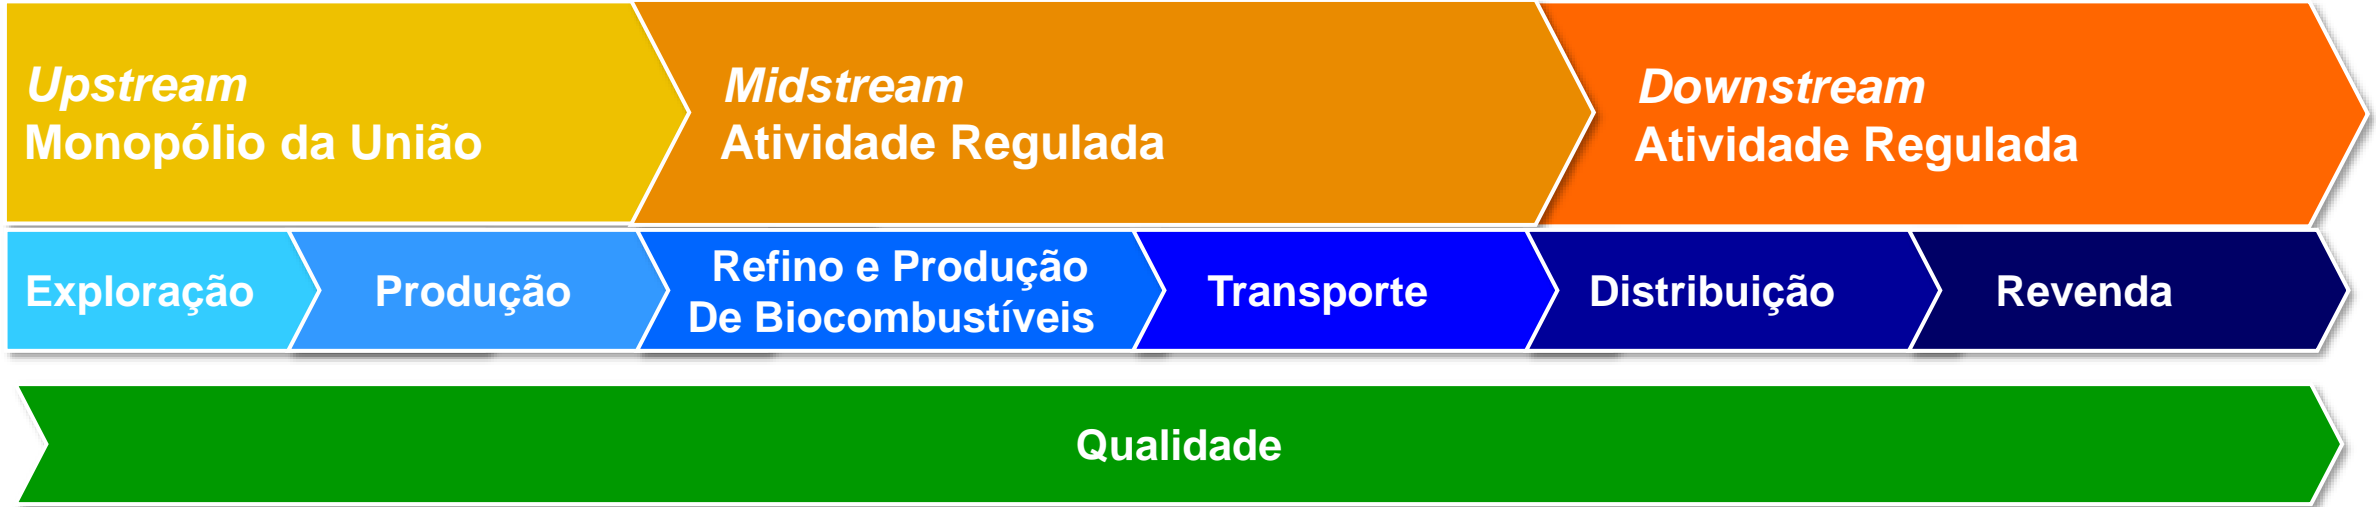 Upstream
Monopólio da União
Midstream
Atividade Regulada
Downstream
Atividade Regulada
Exploração
Produção
Refino e Produção
De Biocombustíveis
Transporte
Distribuição
Revenda
Qualidade